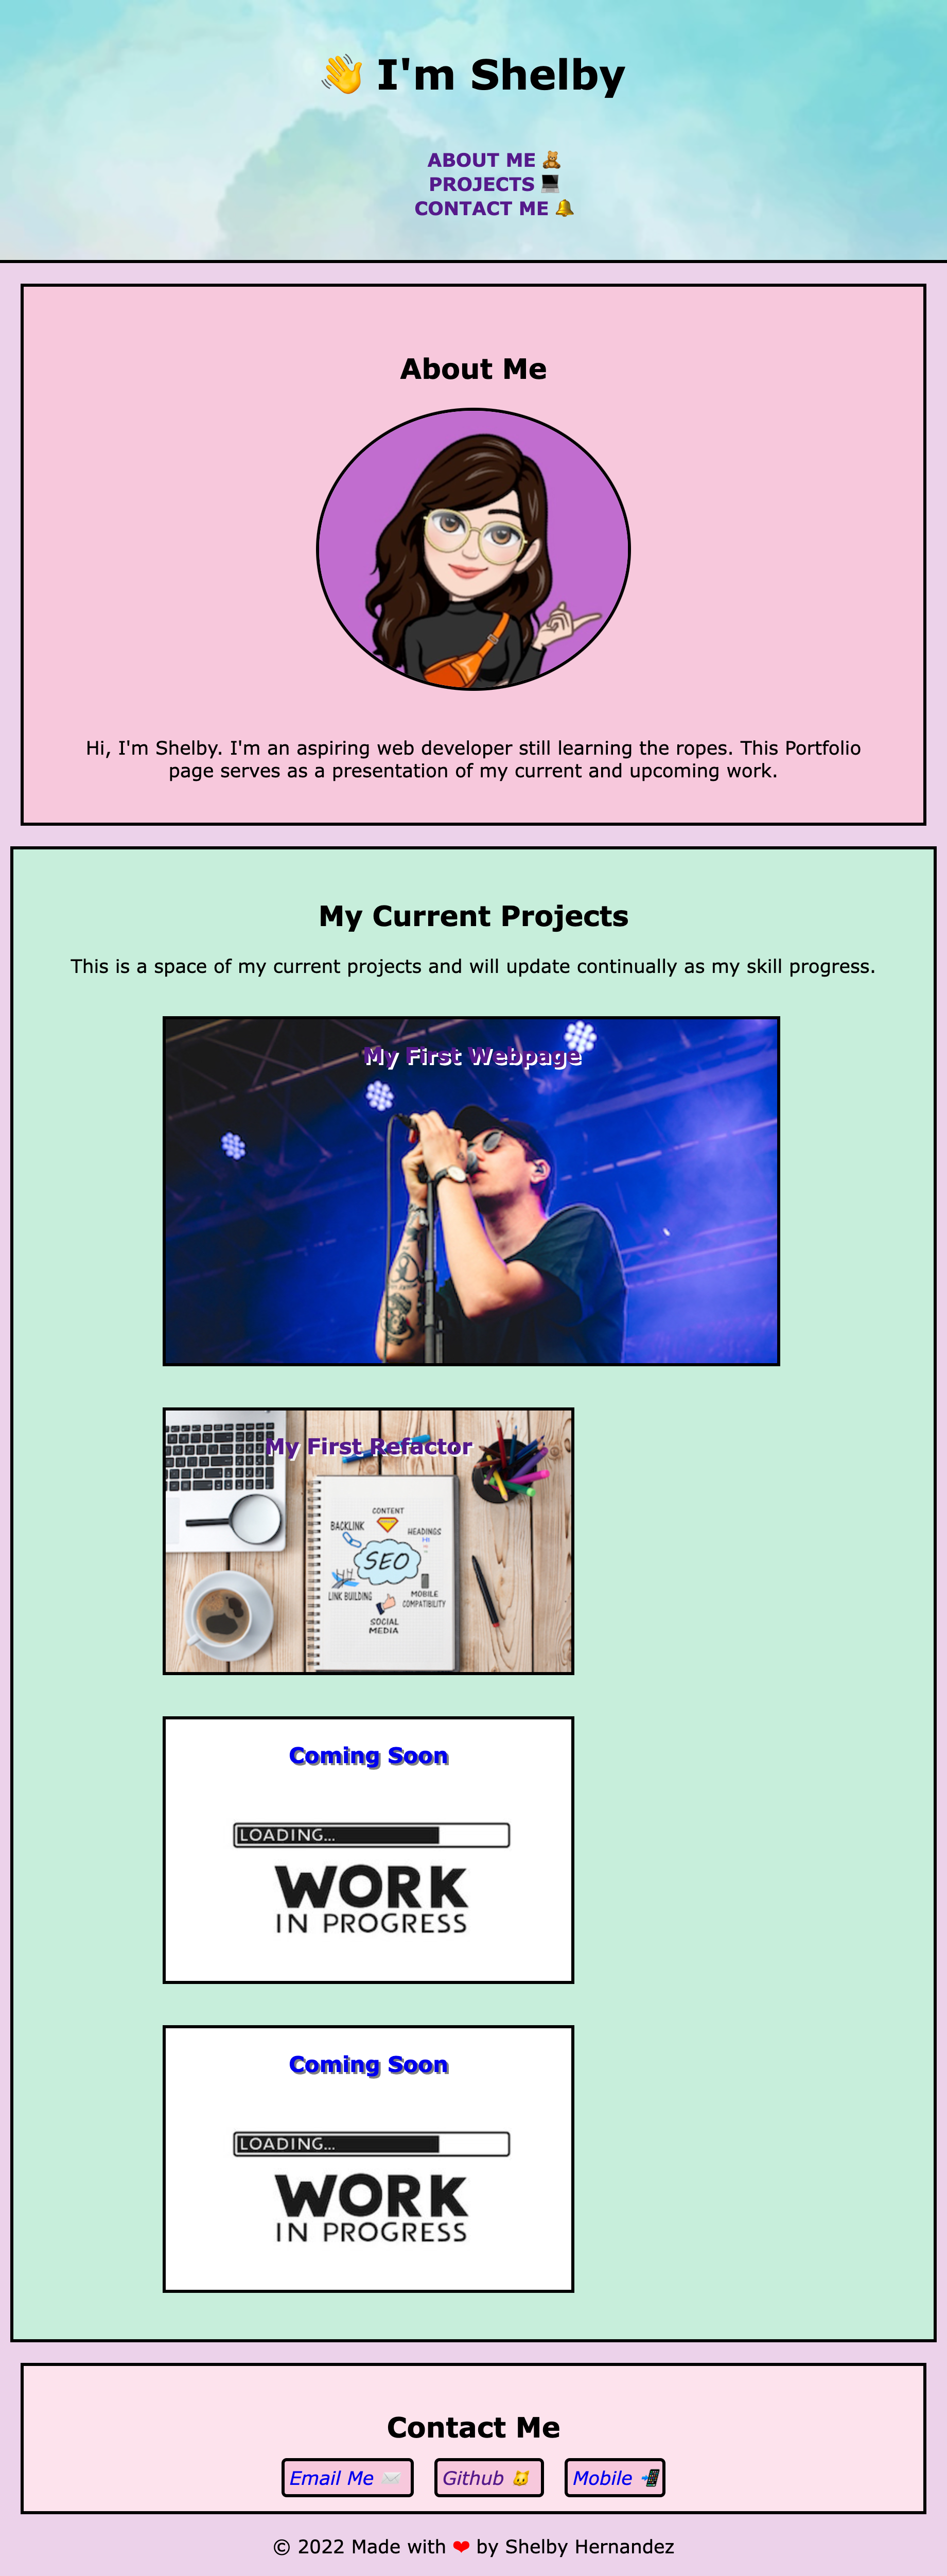 👋 I'm Shelby
ABOUT ME 🧸
PROJECTS 💻
CONTACT ME 🔔
About Me
Hi, I'm Shelby. I'm an aspiring web developer still learning the ropes. This Portfolio
page serves as a presentation of my current and upcoming work.
My Current Projects
This is a space of my current projects and will update continually as my skill progress.
My First Webpage
My First Refactor
CONTENT
BACKLINK
HEADINGS
H1
SEO
LINK BUILDING
MOBILE
COMPATIBILITY
SOCIAL
MEDIA
Coming Soon
LOADING...
WORK
IN PROGRESS
Coming Soon
LOADING...
WORK
IN PROGRESS
Contact Me
Email Me ✉️ Github 🐱 Mobile 📲
© 2022 Made with ❤ by Shelby Hernandez